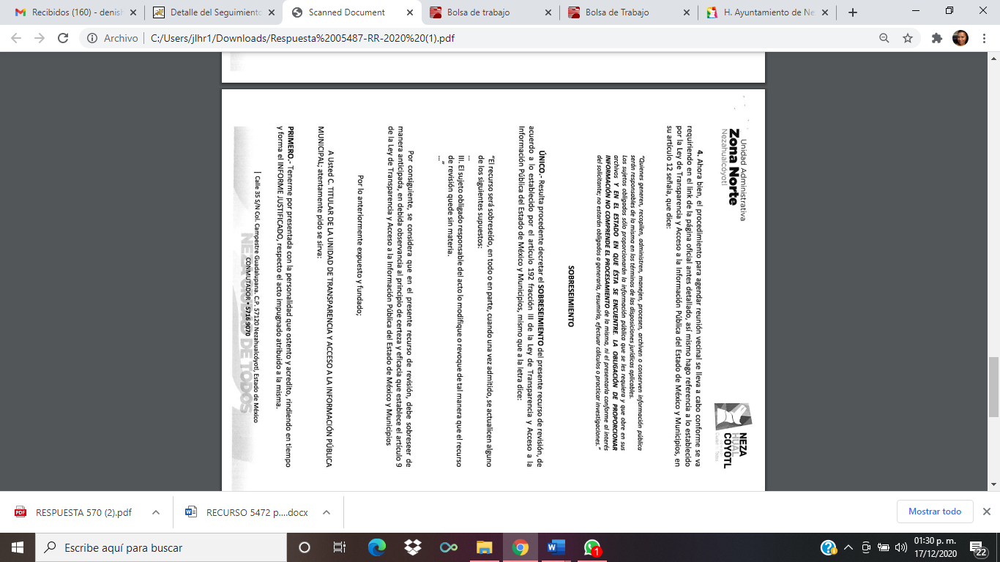 Recibidos (160) - denish
Detalle del Seguimiento
Scanned Document
Bolsa de trabajo
Bolsa de Trabajo
H. Ayuntamiento de Ne
Archivo
C:/Users/jlhr1/Downloads/Respuesta%2005487-RR-2020%20(1).pdf
Unidad Administrativa
Zona Norte
Nezahualcóyotl
NEZA
HUAL
COYOTL
4. Ahora bien, el procedimiento para agendar reunión vecinal se lleva a cabo conforme se va
requiriendo en el link de la página oficial antes detallado, así mismo hago referencia a lo establecido
por la Ley de Transparencia y Acceso a la Información Pública del Estado de México y Municipios, en
su artículo 12 señala, que dice:
"Quienes generen, recopilen, administren, manejen, procesen, archiven o conserven información pública
serán responsables de la misma en los términos de las disposiciones jurídicas aplicables.
Los sujetos obligados sólo proporcionarán la información pública que se les requiera y que obre en sus
archivos Y EN EL ESTADO EN QUE ÉSTA SE ENCUENTRE. LA OBLIGACIÓN DE PROPORCIONAR
INFORMACIÓN NO COMPRENDE EL PROCESAMIENTO de la misma, ni el presentarla conforme al interés
del solicitante; no estarán obligados a generarla, resumirla, efectuar cálculos o practicar investigaciones."
SOBRESEIMIENTO
ÚNICO.- Resulta procedente decretar el SOBRESEIMIENTO del presente recurso de revisión, de
acuerdo a lo establecido por el artículo 192 fracción III de la Ley de Transparencia y Acceso a la
Información Pública del Estado de México y Municipios, mismo que a la letra dice:
"El recurso será sobreseído, en todo o en parte, cuando una vez admitido, se actualicen alguno
de los siguientes supuestos:
...
III. El sujeto obligado responsable del acto lo modifique o revoque de tal manera que el recurso
de revisión quede sin materia.
..."
Por consiguiente, se considera que en el presente recurso de revisión, debe sobreseer de
manera anticipada, en debida observancia al principio de certeza y eficacia que establece el artículo 9
de la Ley de Transparencia y Acceso a la Información Pública del Estado de México y Municipios
Por lo anteriormente expuesto y fundado;
A Usted C. TITULAR DE LA UNIDAD DE TRANSPARENCIA Y ACCESO A LA INFORMACIÓN PÚBLICA
MUNICIPAL; atentamente pido se sirva:
PRIMERO.- Tenerme por presentada con la personalidad que ostento y acredito, rindiendo en tiempo
y forma el INFORME JUSTIFICADO, respecto el acto impugnado atribuido a la misma.
Calle 35 S/N Col. Campestre Guadalupana. C.P. 57120 Nezahualcóyotl, Estado de México
CONMUTADOR • 5716 9070
NEZA CIUDAD DE TODOS
RESPUESTA 570 (2).pdf
RECURSO 5472 p....docx
Mostrar todo
Escribe aquí para buscar
1
01:30 p. m.
17/12/2020
22